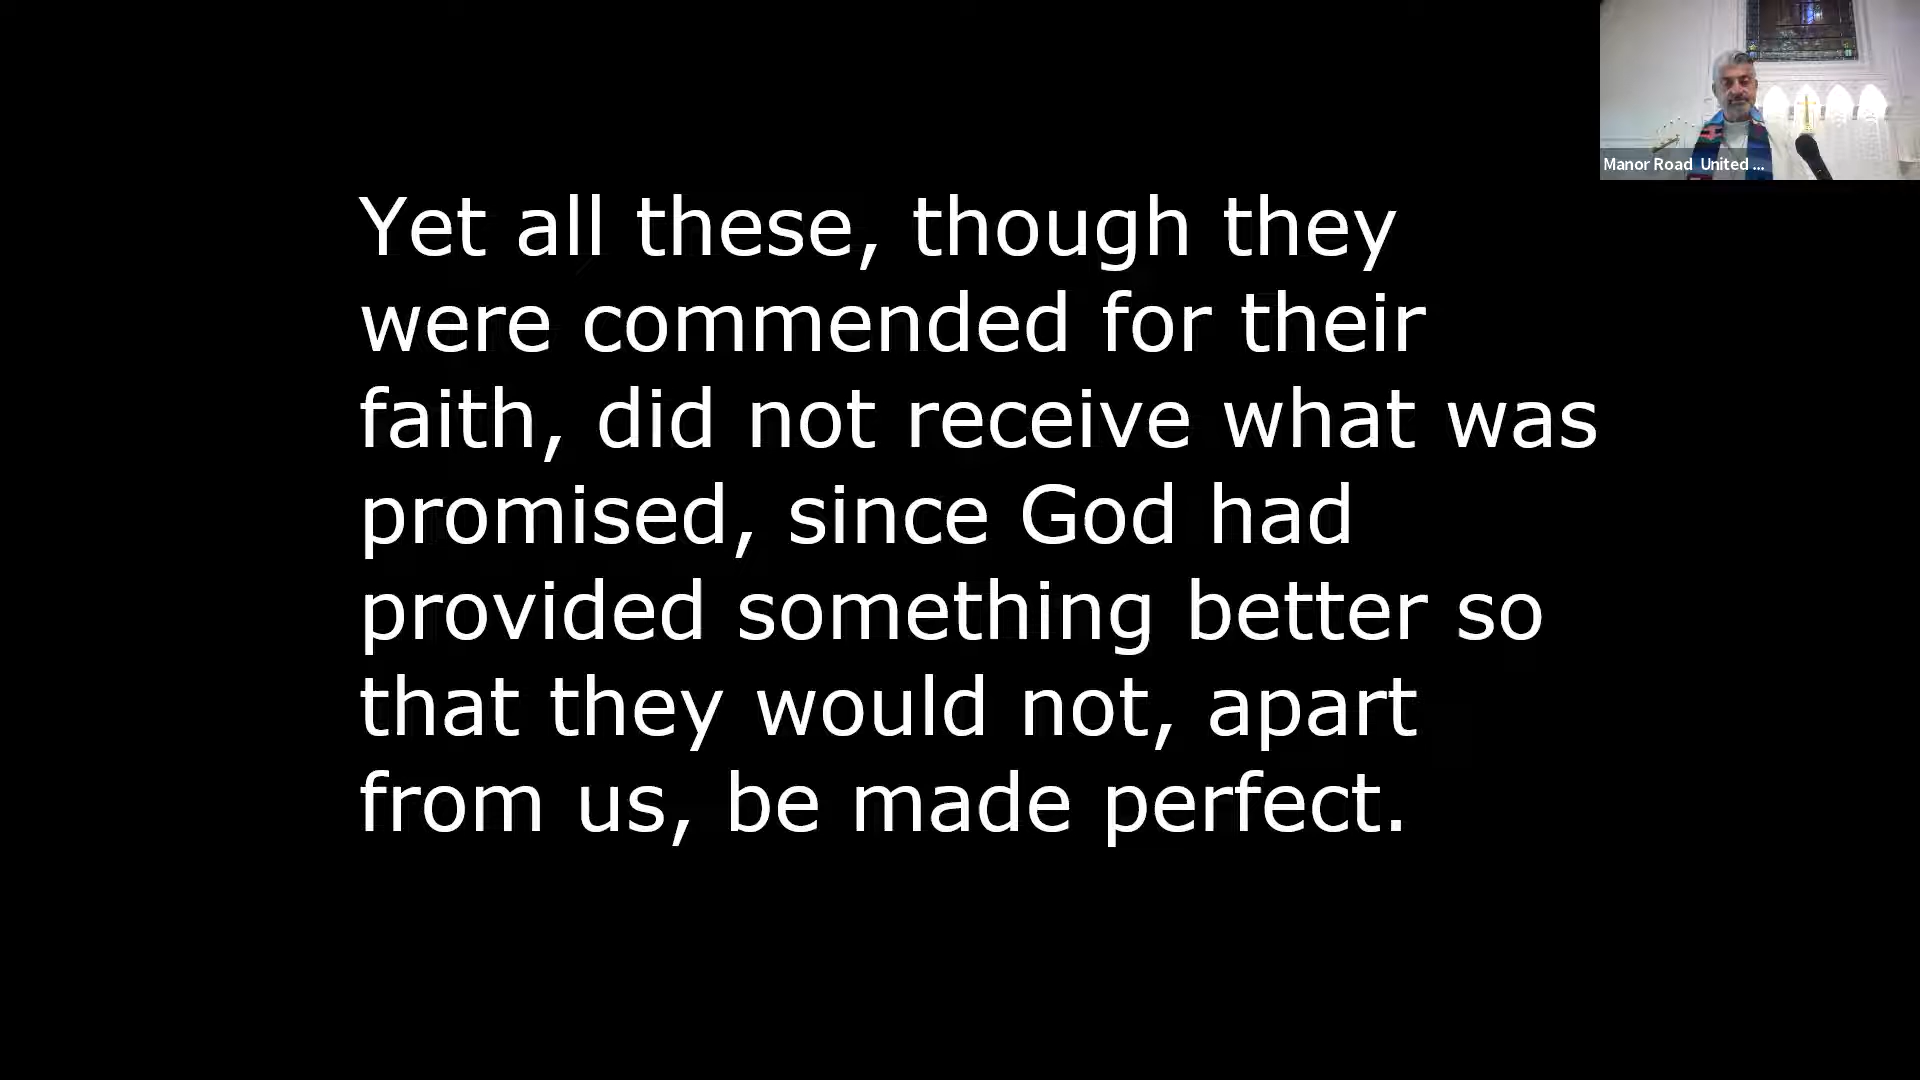 Yet all these, though they
were commended for their
faith, did not receive what was
promised, since God had
provided something better so
that they would not, apart
from us, be made perfect.
Manor Road United ...